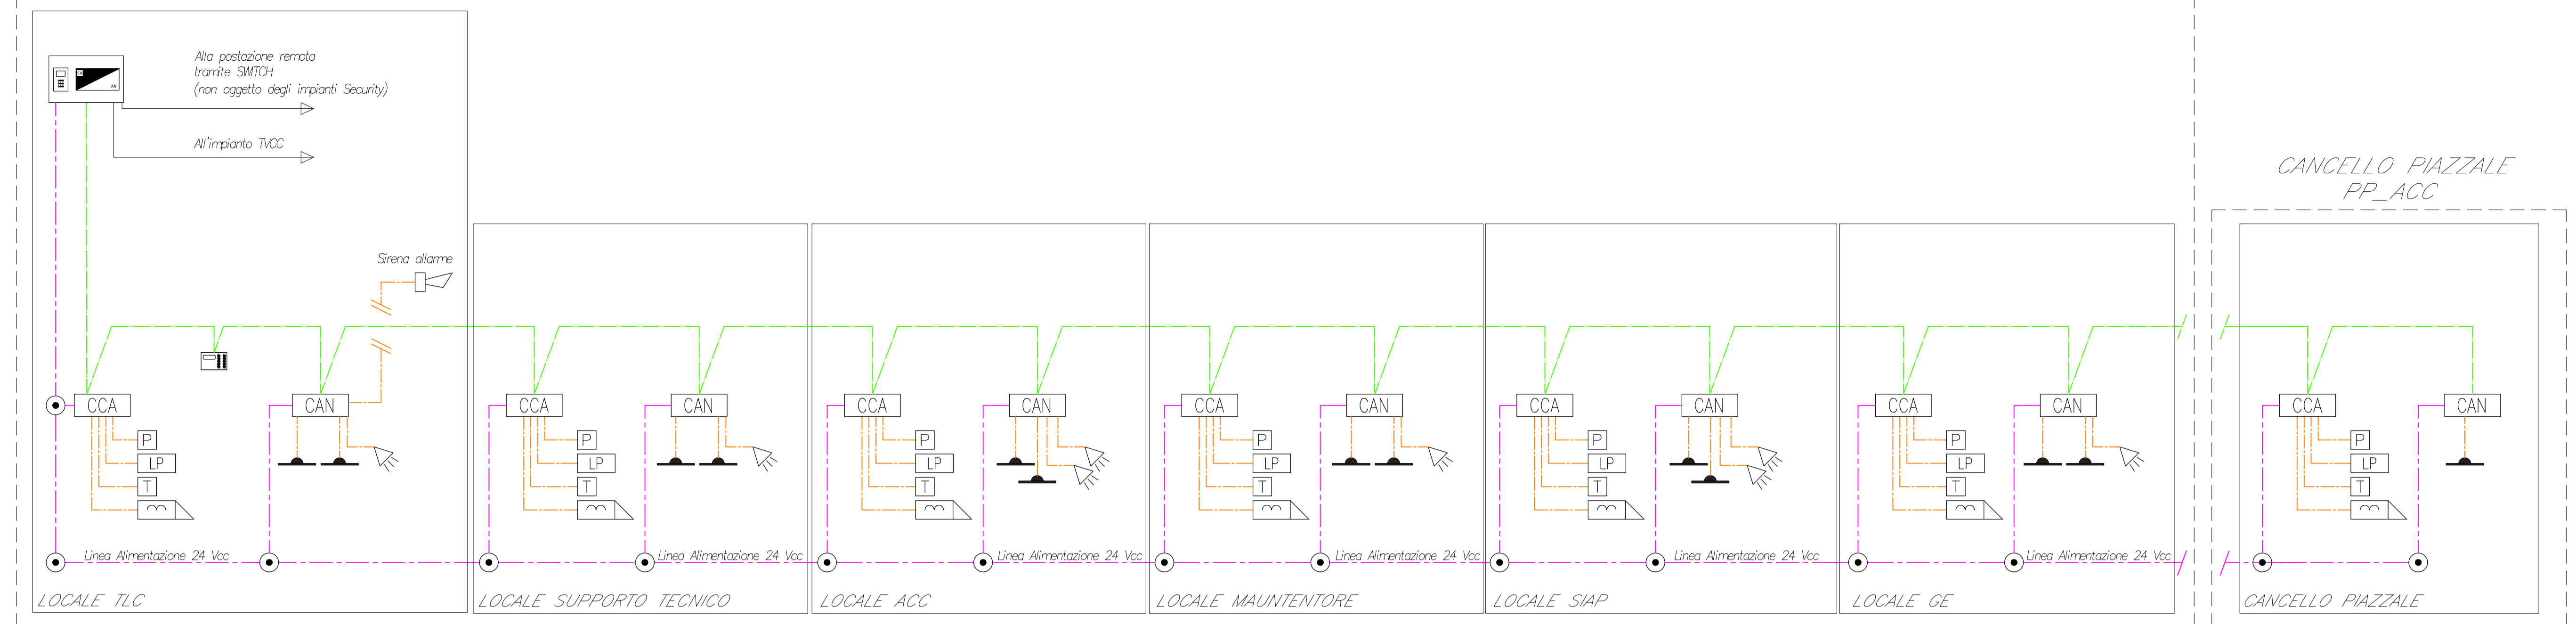 Alla postazione remota
tramite SWITCH
(non oggetto degli impianti Security)
All'impianto TVCC
CANCELLO PIAZZALE
PP_ACC
Sirena allarme
CCA
CAN
CCA
CAN
CCA
CAN
CCA
CAN
CCA
CAN
CCA
CAN
CCA
CAN
P
P
P
P
P
P
P
LP
LP
LP
LP
LP
LP
LP
T
T
T
T
T
T
T
Linea Alimentazione 24 Vcc
Linea Alimentazione 24 Vcc
Linea Alimentazione 24 Vcc
Linea Alimentazione 24 Vcc
Linea Alimentazione 24 Vcc
Linea Alimentazione 24 Vcc
LOCALE TLC
LOCALE SUPPORTO TECNICO
LOCALE ACC
LOCALE MAUNTENTORE
LOCALE SIAP
LOCALE GE
CANCELLO PIAZZALE